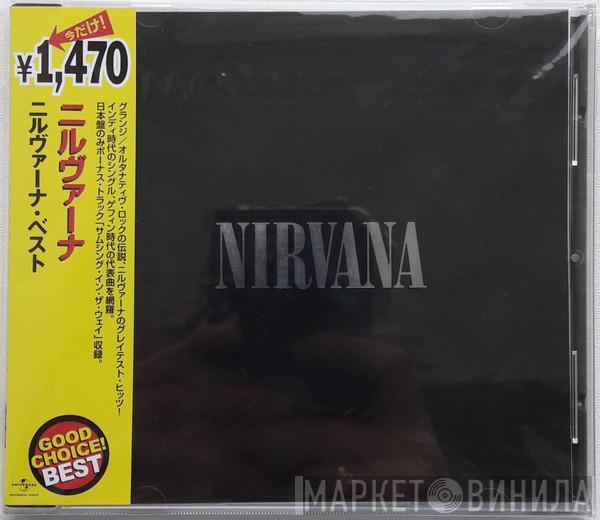 今だけ!
¥1,470
ニルヴァーナ
ニルヴァーナ・ベスト
グランジ/オルタナティヴ・ロックの伝説、ニルヴァーナのグレイテスト・ヒッツ!
インディ時代のシングル、ゲフィン時代の代表曲を網羅。
日本盤のみボーナス・トラック「サムシング・イン・ザ・ウェイ」収録。
NIRVANA
GOOD
CHOICE!
BEST
UNIVERSAL
UNIVERSAL MUSIC
МАРКЕТ ВИНИЛА